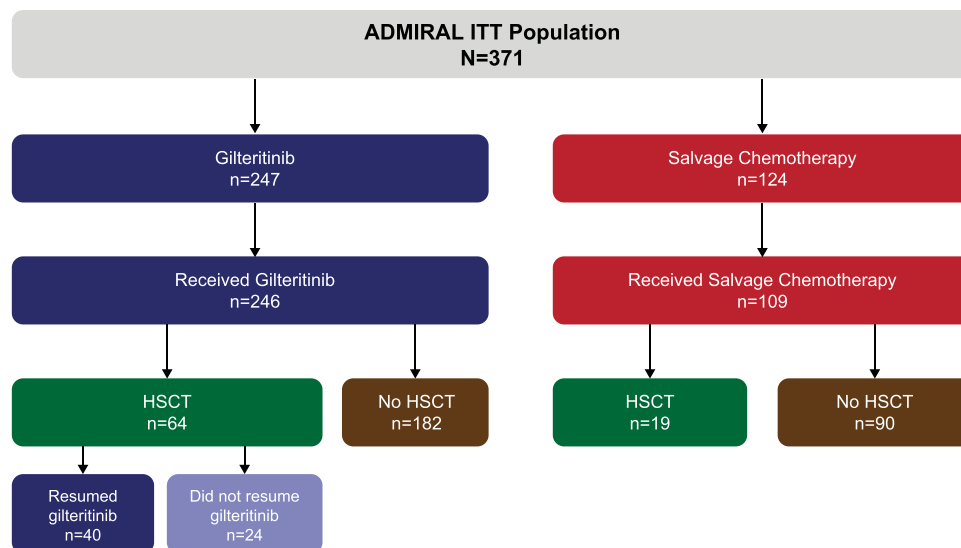 ADMIRAL ITT Population
N=371
Gilteritinib
n=247
Salvage Chemotherapy
n=124
Received Gilteritinib
n=246
Received Salvage Chemotherapy
n=109
HSCT
n=64
No HSCT
n=182
HSCT
n=19
No HSCT
n=90
Resumed
gilteritinib
n=40
Did not resume
gilteritinib
n=24